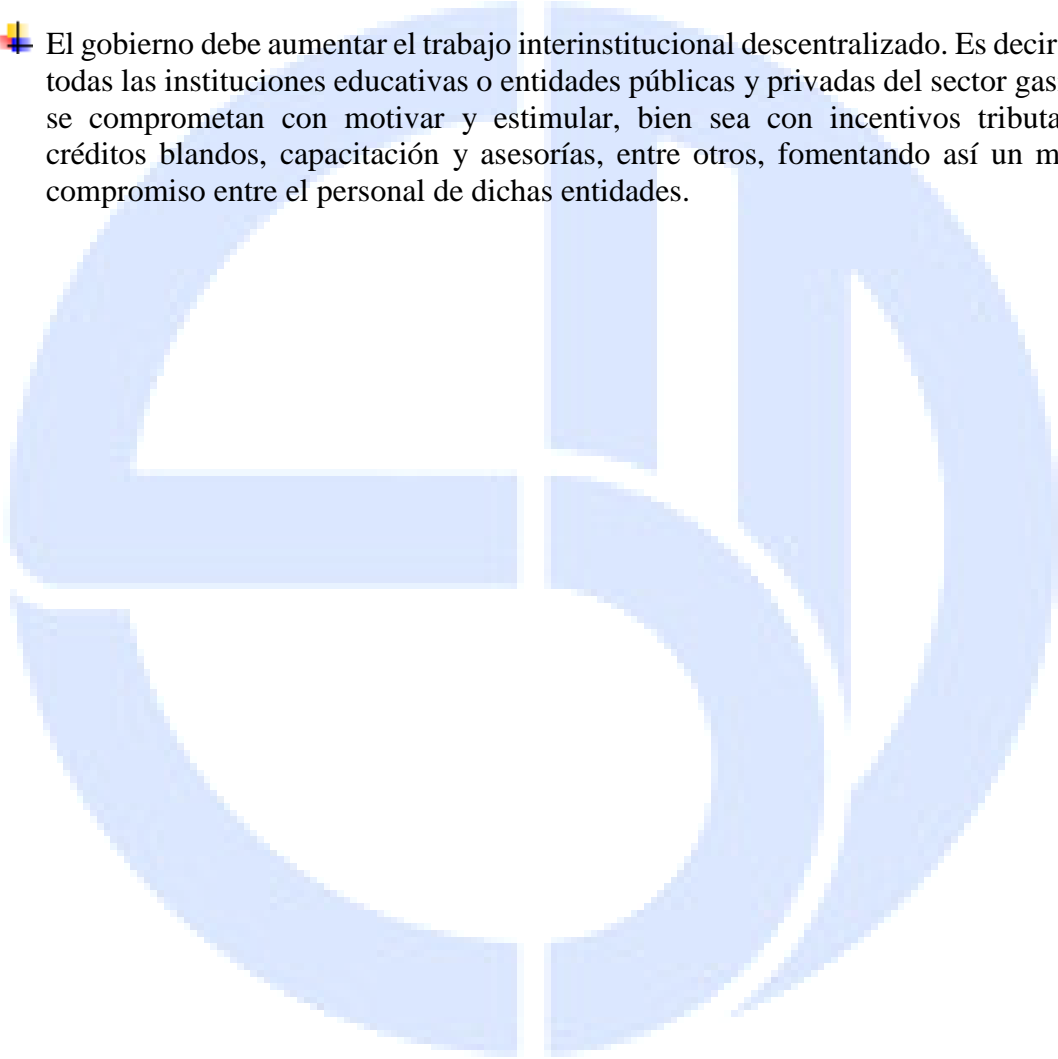 El gobierno debe aumentar el trabajo interinstitucional descentralizado. Es decir
todas las instituciones educativas o entidades públicas y privadas del sector gas
se comprometan con motivar y estimular, bien sea con incentivos tributa
créditos blandos, capacitación y asesorías, entre otros, fomentando así un m
compromiso entre el personal de dichas entidades.